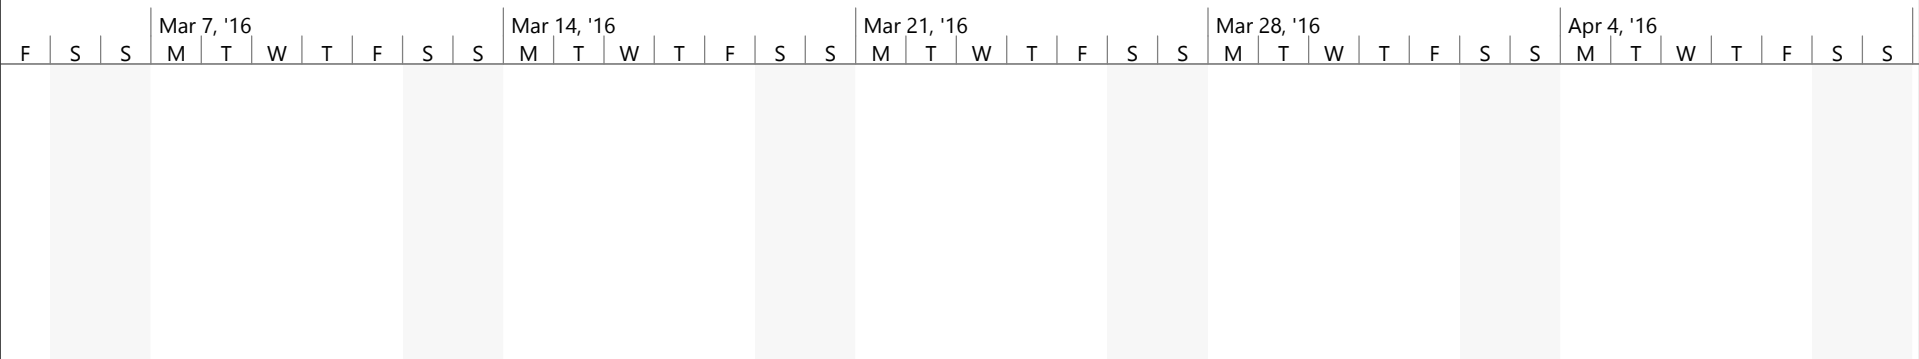 Mar 7, '16 Mar 14, '16 Mar 21, '16 Mar 28, '16 Apr 4, '16
F S S M T W T F S S M T W T F S S M T W T F S S M T W T F S S M T W T F S S